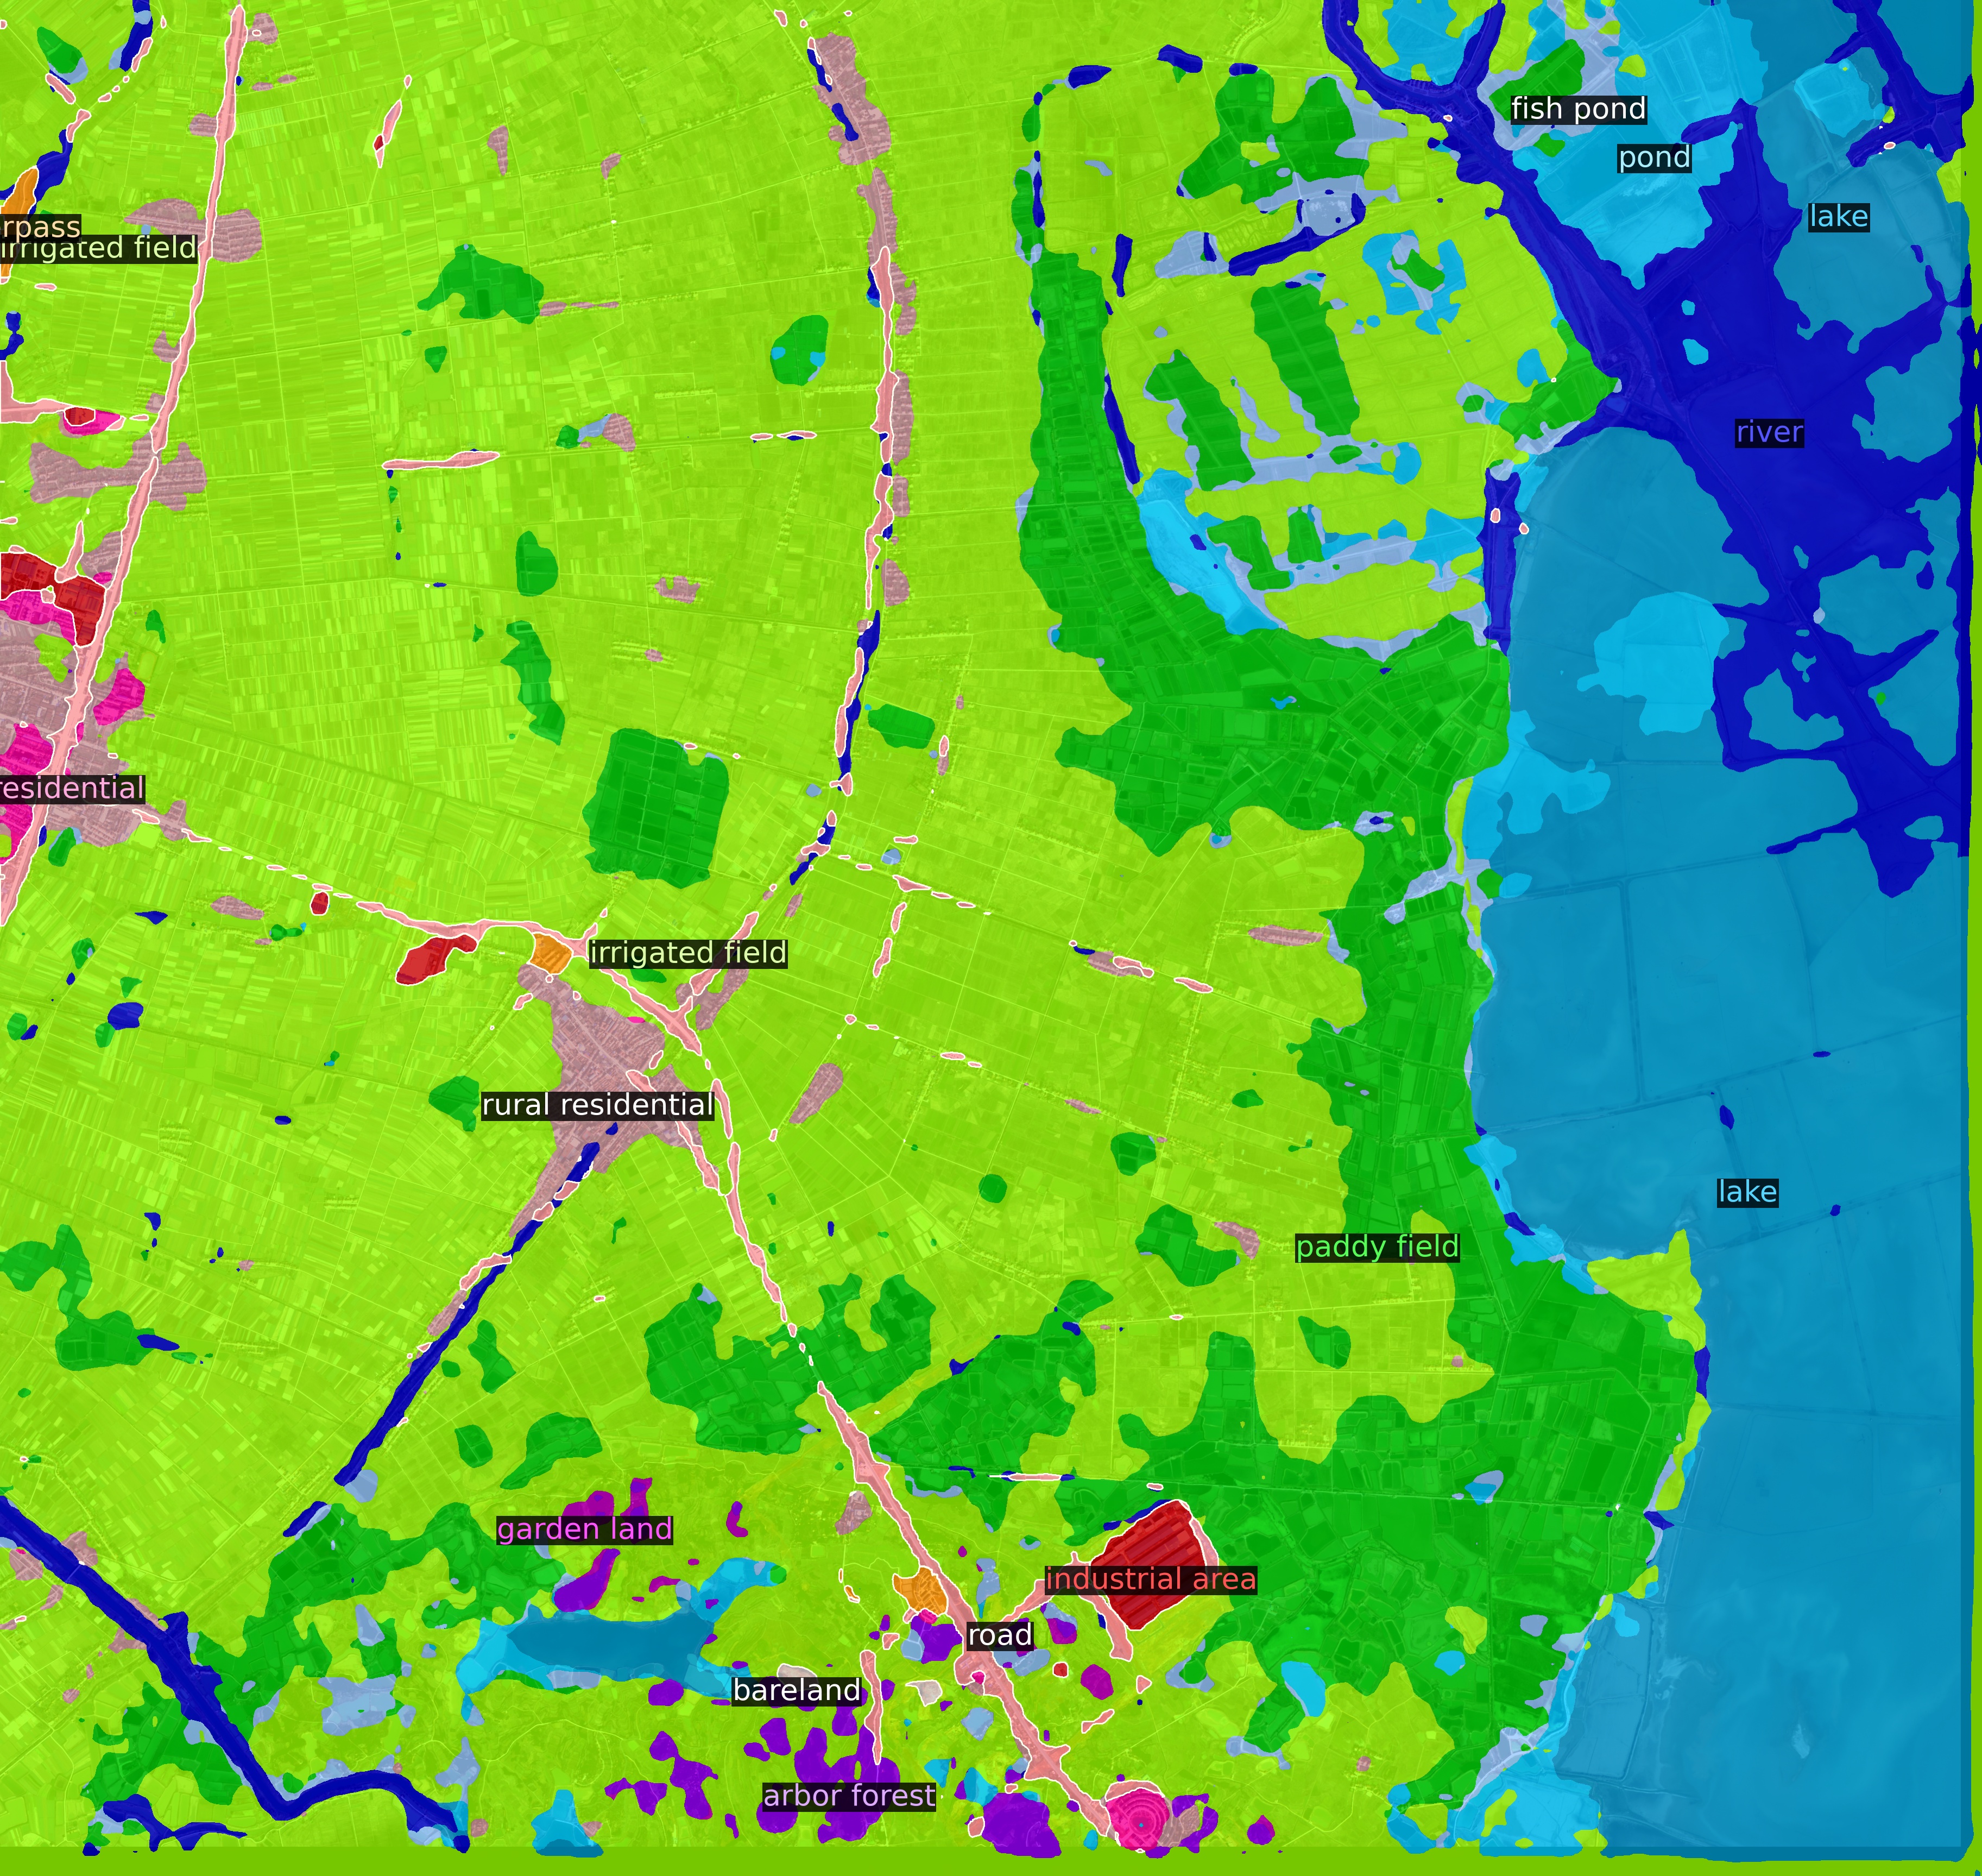 fish pond
pond
lake
rpass
irrigated field
river
residential
irrigated field
rural residential
lake
paddy field
garden land
industrial area
road
bareland
arbor forest